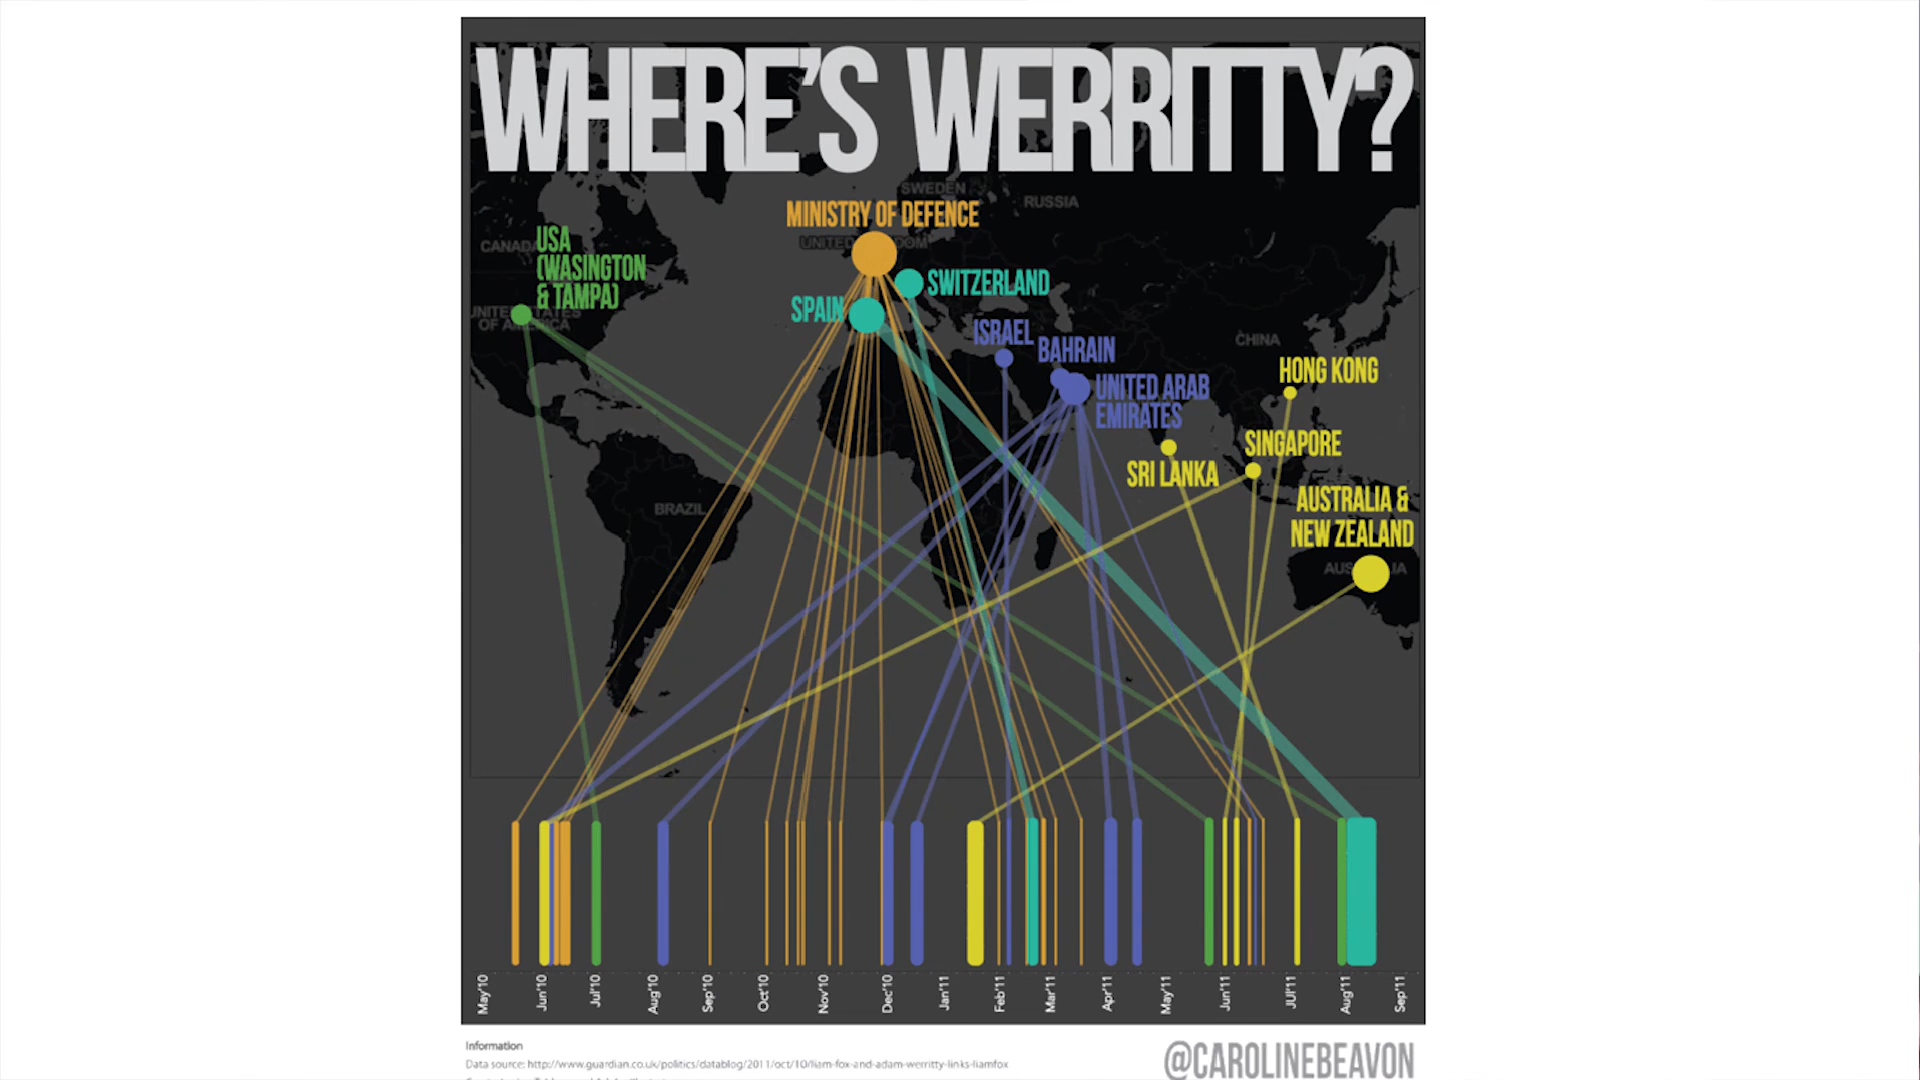 WHERE'S WERRITTY?
SWEDEN
RUSSIA
MINISTRY OF DEFENCE
CANADA
USA
(WASINGTON
& TAMPA)
SWITZERLAND
SPAIN
OF AMERICA
ISRAEL
BAHRAIN
CHINA
HONG KONG
UNITED ARAB
EMIRATES
SINGAPORE
SRI LANKA
AUSTRALIA &
NEW ZEALAND
BRAZIL
May'10
Jun'10
Jul'10
Aug'10
Sep'10
Oct'10
Nov'10
Dec'10
Jan'11
Feb'11
Mar'11
Apr'11
May'11
Jun'11
JUl'11
Aug'11
Sep'11
Information
Data source: http://www.guardian.co.uk/politics/datablog/2011/oct/10/liam-fox-and-adam-werritty-links-liamfox
@CAROLINEBEAVON